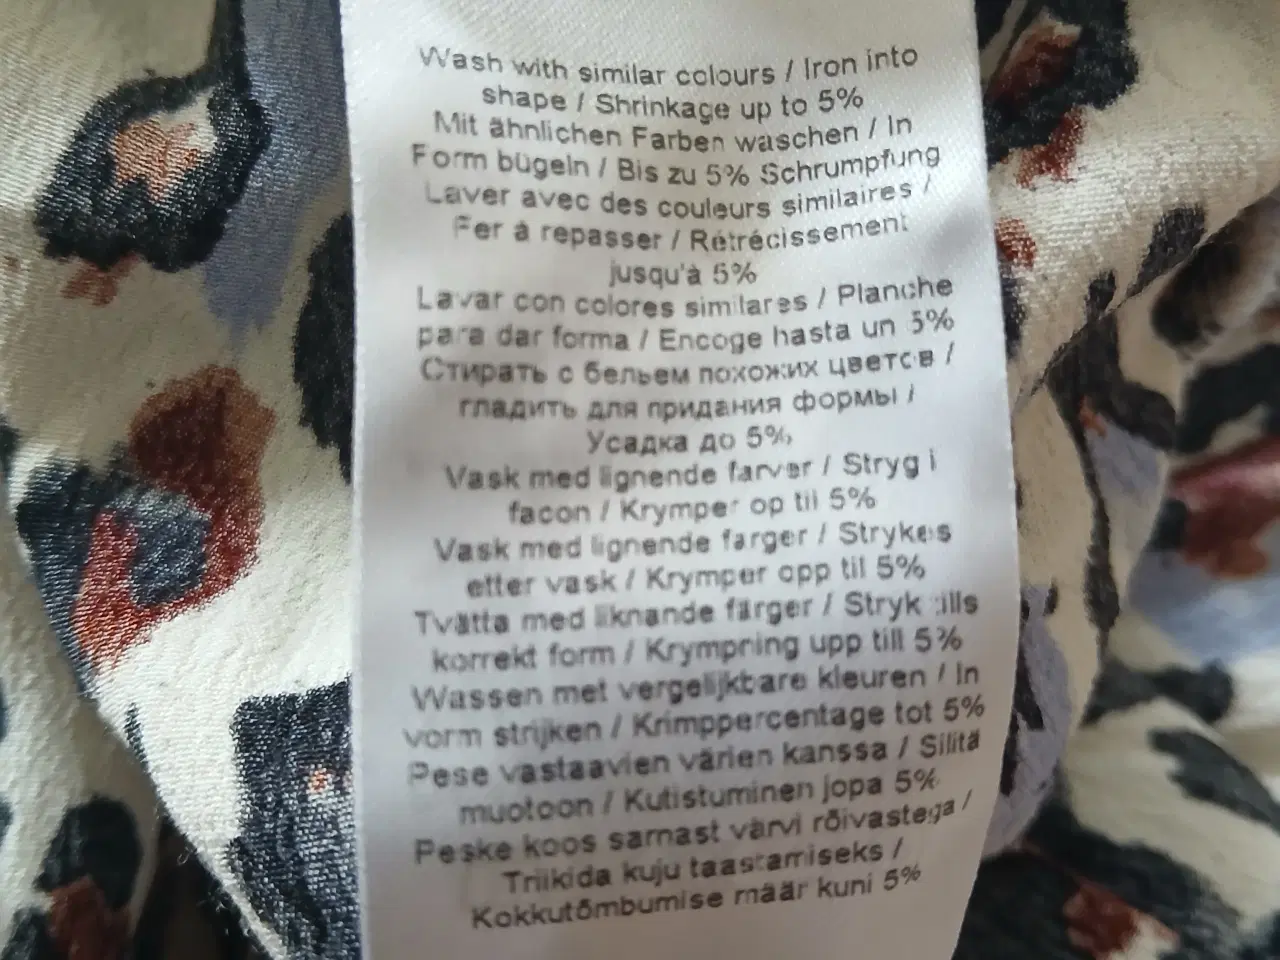 Wash with similar colours / Iron into
shape / Shrinkage up to 5%
Mit ähnlichen Farben waschen / In
Form bügeln / Bis zu 5% Schrumpfung
Laver avec des couleurs similaires /
Fer à repasser / Rétrécissement
jusqu'à 5%
Lavar con colores similares / Planche
para dar forma / Encoge hasta un 5%
Стирать с бельем похожих цветов /
гладить для придания формы /
Усадка до 5%
Vask med lignende farver / Stryg i
facon / Krymper op til 5%
Vask med lignende farger / Strykes
etter vask / Krymper opp til 5%
Tvätta med liknande färger / Stryk tills
korrekt form / Krympning upp till 5%
Wassen met vergelijkbare kleuren / In
vorm strijken / Krimppercentage tot 5%
Pese vastaavien värien kanssa / Silitä
muotoon / Kutistuminen jopa 5%
Peske koos sarnast värvi rõivastega /
Triikida kuju taastamiseks /
Kokkutõmbumise määr kuni 5%